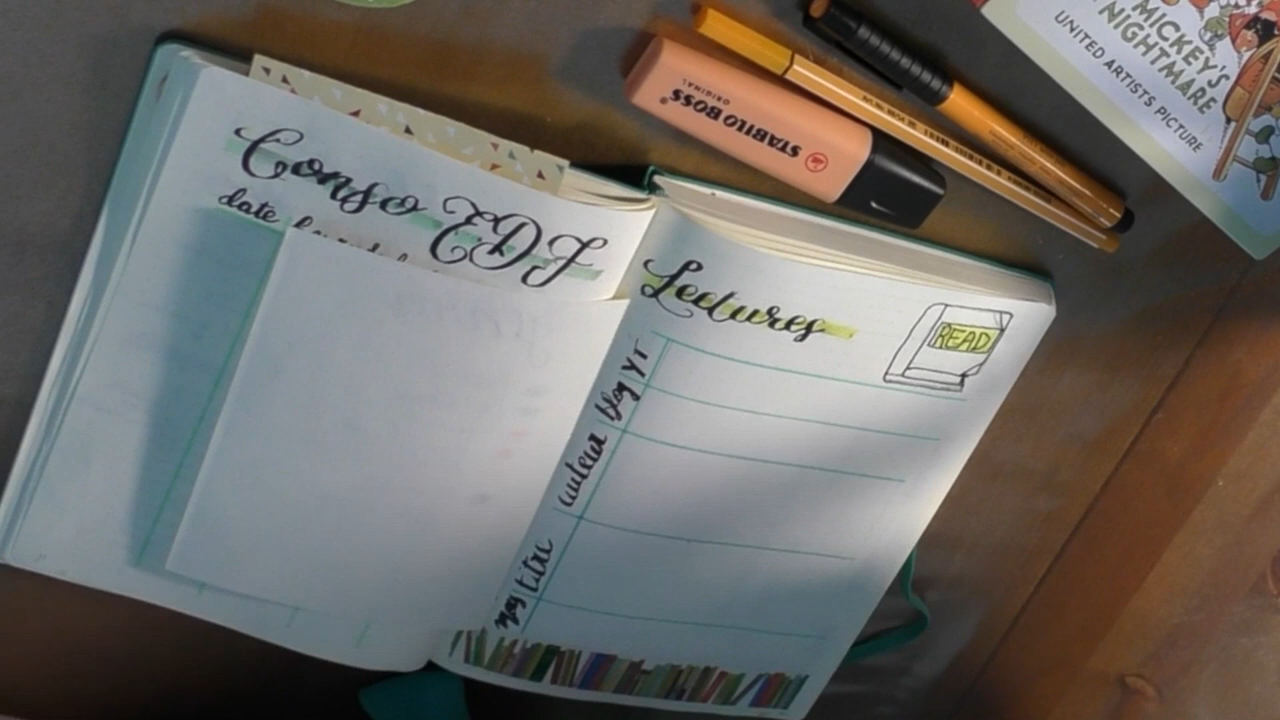 Conso EDF
date
Lectures
READ
titre auteur blog YT
STABILO BOSS
ORIGINAL
MICKEY'S
NIGHTMARE
UNITED ARTISTS PICTURE